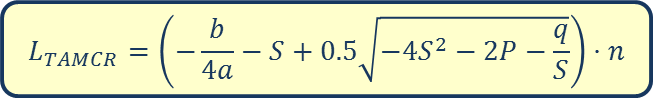 L_{TAMCR} = \left(-\frac{b}{4a} - S + 0.5\sqrt{-4S^2 - 2P - \frac{q}{S}}\right) \cdot n